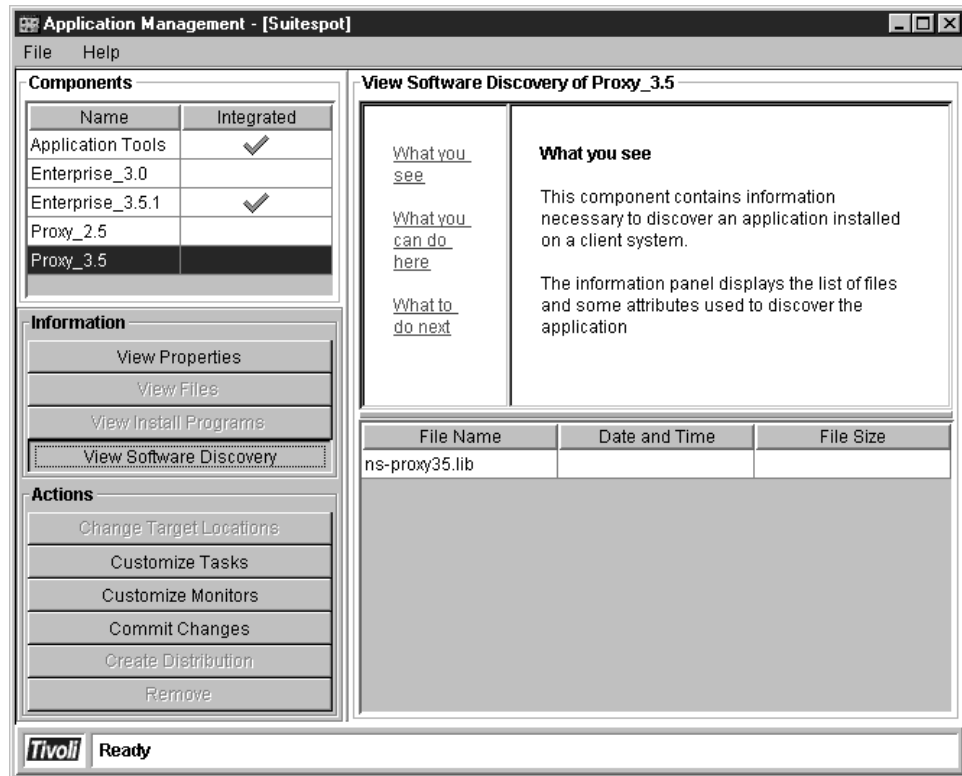 Application Management - [Suitespot]
File Help
Components
Name Integrated
Application Tools
Enterprise_3.0
Enterprise_3.5.1
Proxy_2.5
Proxy_3.5
Information
View Properties
View Files
View Install Programs
View Software Discovery
Actions
Change Target Locations
Customize Tasks
Customize Monitors
Commit Changes
Create Distribution
Remove
View Software Discovery of Proxy_3.5
What you
see
What you
can do
here
What to
do next
What you see
This component contains information
necessary to discover an application installed
on a client system.
The information panel displays the list of files
and some attributes used to discover the
application
File Name Date and Time File Size
ns-proxy35.lib
Tivoli Ready